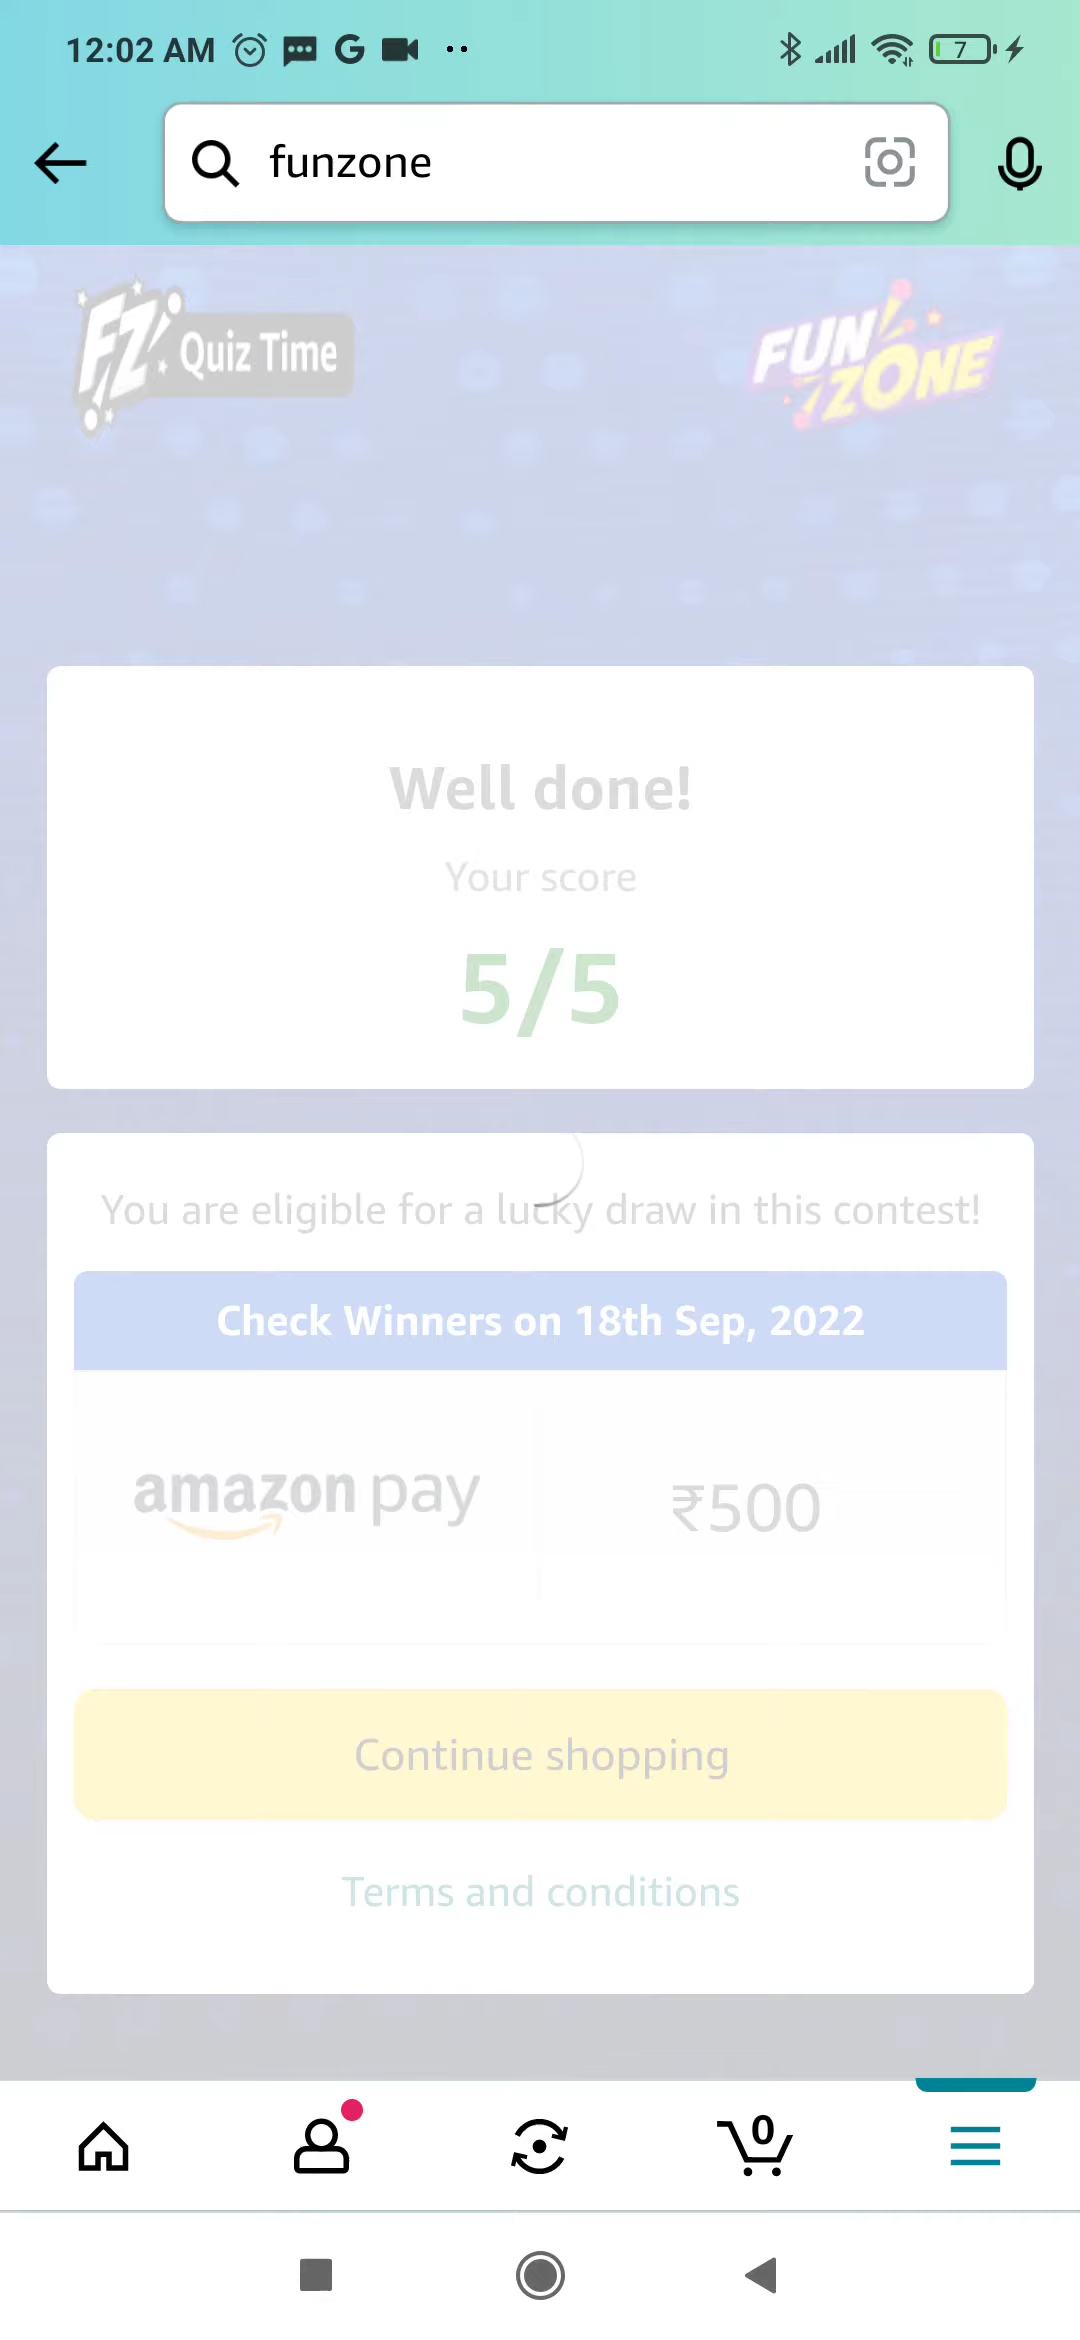 12:02 AM
7
funzone
FZ Quiz Time
FUN
ZONE
Well done!
Your score
5/5
You are eligible for a lucky draw in this contest!
Check Winners on 18th Sep, 2022
amazon pay
₹500
Continue shopping
Terms and conditions
0